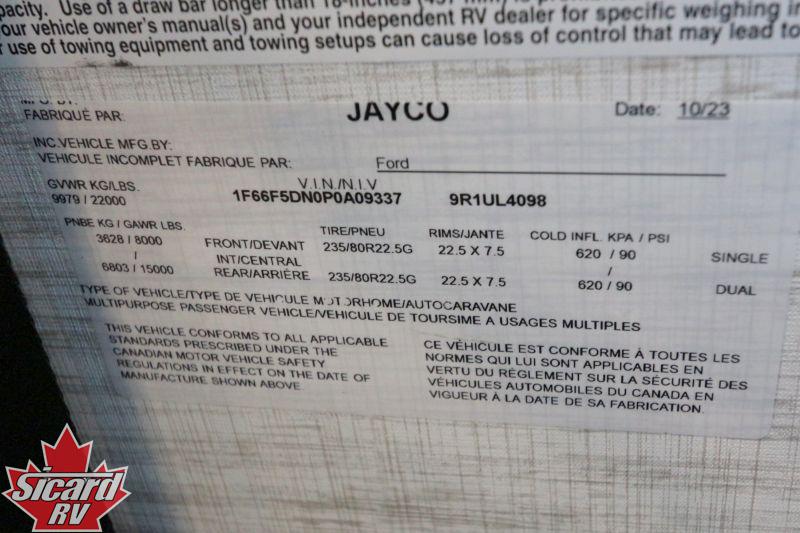 pacity. Use of a draw bar longer than 18-inches (457 mm) is
our vehicle owner's manual(s) and your independent RV dealer for specific weighing in
r use of towing equipment and towing setups can cause loss of control that may lead to
FABRIQUÉ PAR: JAYCO Date: 10/23
INC.VEHICLE MFG.BY:
VEHICULE INCOMPLET FABRIQUE PAR: Ford
GVWR KG/LBS. V.I.N./N.I.V
9979 / 22000 1F66F5DN0P0A09337 9R1UL4098
PNBE KG / GAWR LBS. TIRE/PNEU RIMS/JANTE COLD INFL. KPA / PSI
3628 / 8000 FRONT/DEVANT 235/80R22.5G 22.5 X 7.5 620 / 90 SINGLE
/ INT/CENTRAL /
6803 / 15000 REAR/ARRIÈRE 235/80R22.5G 22.5 X 7.5 620 / 90 DUAL
TYPE OF VEHICLE/TYPE DE VEHICULE MOTORHOME/AUTOCARAVANE
MULTIPURPOSE PASSENGER VEHICLE/VEHICULE DE TOURSIME A USAGES MULTIPLES
THIS VEHICLE CONFORMS TO ALL APPLICABLE
STANDARDS PRESCRIBED UNDER THE
CANADIAN MOTOR VEHICLE SAFETY
REGULATIONS IN EFFECT ON THE DATE OF
MANUFACTURE SHOWN ABOVE
CE VÈHICULE EST CONFORME À TOUTES LES
NORMES QUI LUI SONT APPLICABLES EN
VERTU DU RÈGLEMENT SUR LA SÉCURITÉ DES
VÉHICULES AUTOMOBILES DU CANADA EN
VIGUEUR À LA DATE DE SA FABRICATION.
Sicard
RV